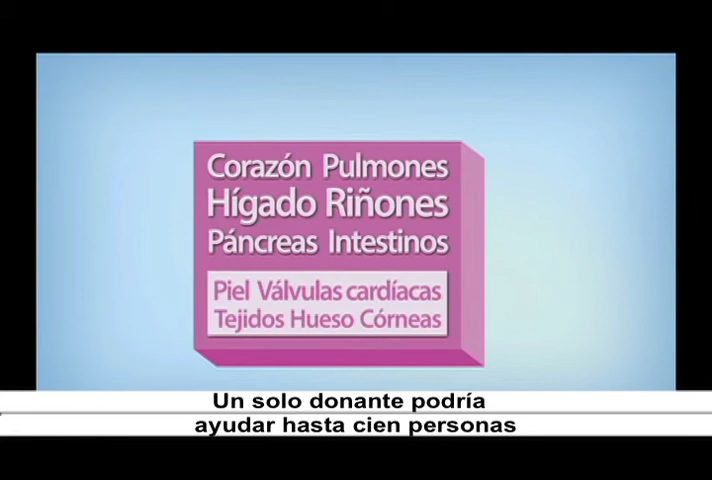 Corazón Pulmones
Hígado Riñones
Páncreas Intestinos
Piel Válvulas cardíacas
Tejidos Hueso Córneas
Un solo donante podría
ayudar hasta cien personas